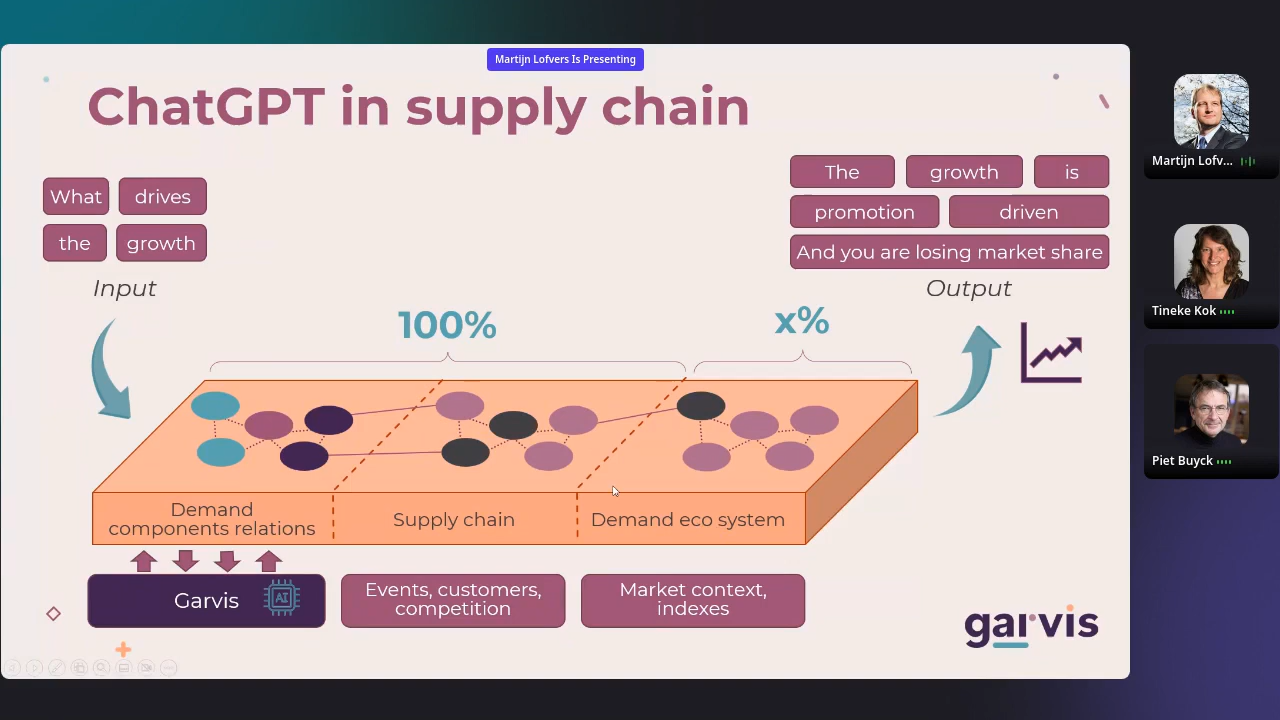 Martijn Lofvers Is Presenting
ChatGPT in supply chain
What drives
the growth
Input
The growth is
promotion driven
And you are losing market share
Output
100%
x%
Demand
components relations
Supply chain
Demand eco system
Garvis
AI
Events, customers,
competition
Market context,
indexes
garvis
Martijn Lofv...
Tineke Kok
Piet Buyck